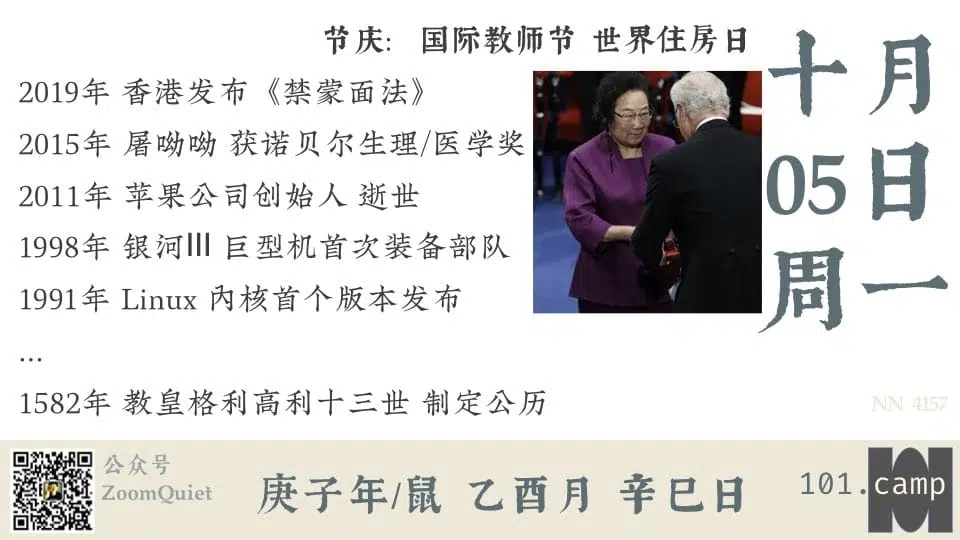 节庆： 国际教师节 世界住房日
十月
05日
周一
2019年 香港发布《禁蒙面法》
2015年 屠呦呦 获诺贝尔生理/医学奖
2011年 苹果公司创始人 逝世
1998年 银河III 巨型机首次装备部队
1991年 Linux 内核首个版本发布
...
1582年 教皇格利高利十三世 制定公历
NN 4157
公众号
ZoomQuiet
庚子年/鼠 乙酉月 辛巳日
101.camp